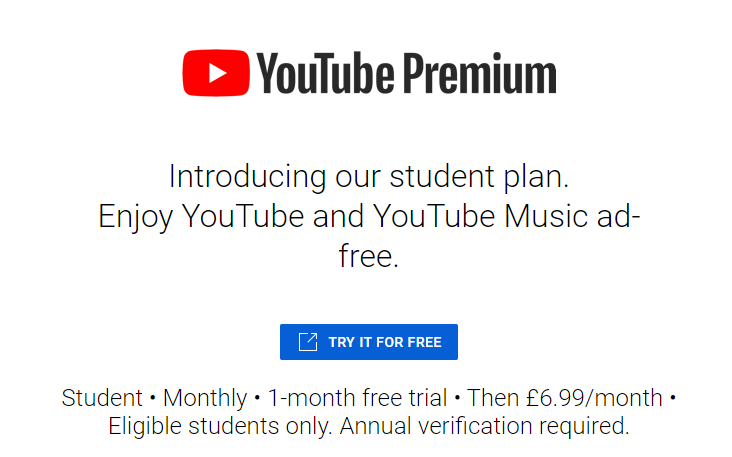 YouTube Premium
Introducing our student plan.
Enjoy YouTube and YouTube Music ad-
free.
TRY IT FOR FREE
Student • Monthly • 1-month free trial • Then £6.99/month •
Eligible students only. Annual verification required.